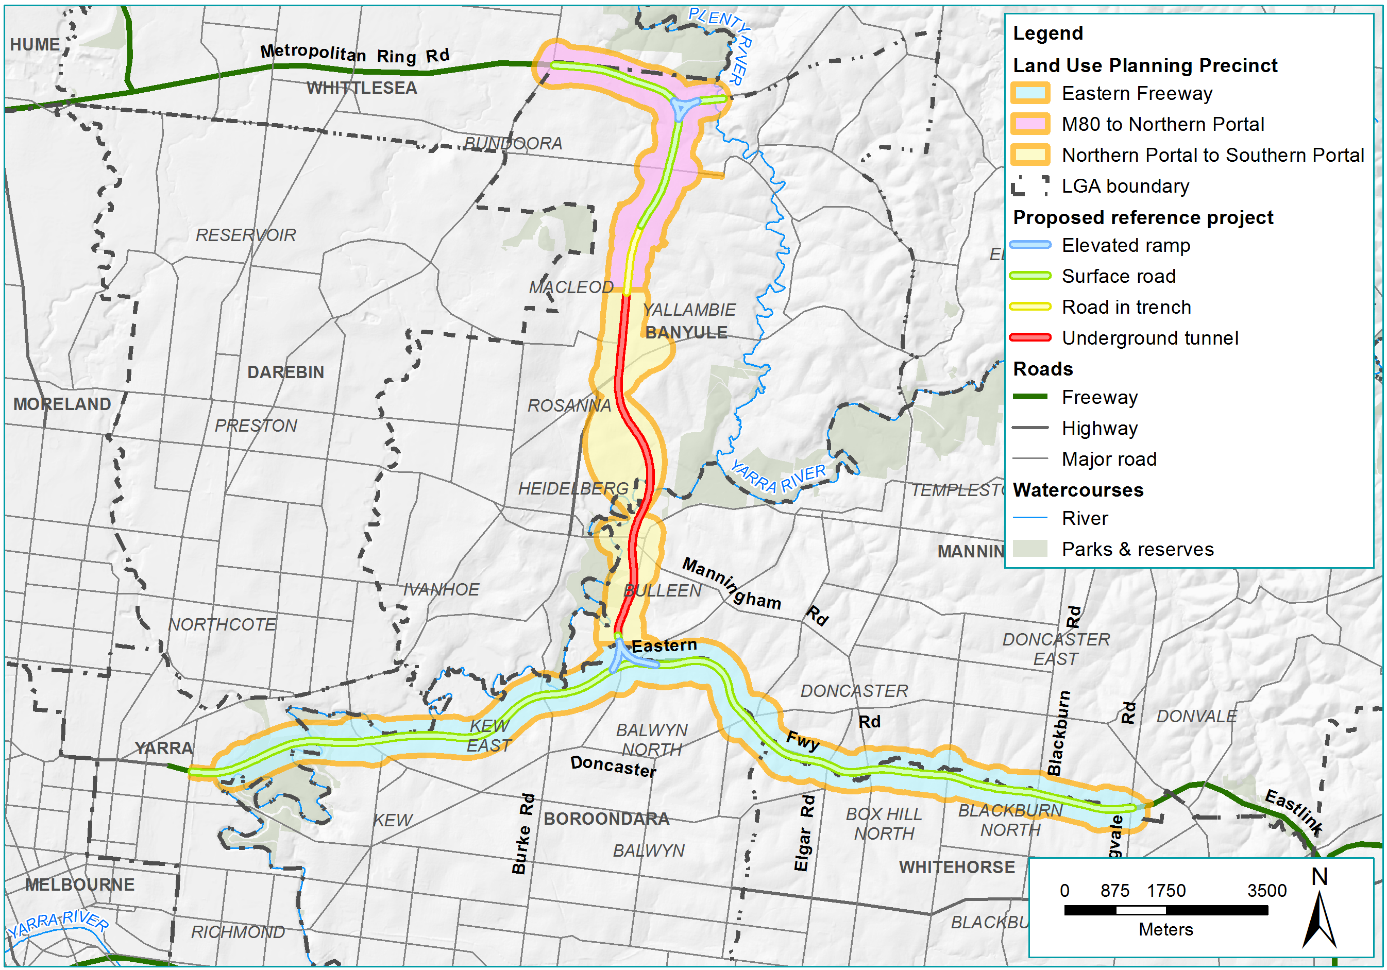 PLENTY RIVER
HUME
Metropolitan Ring Rd
WHITTLESEA
BUNDOORA
RESERVOIR
MACLEOD
YALLAMBIE
BANYULE
DAREBIN
MORELAND
ROSANNA
PRESTON
YARRA RIVER
HEIDELBERG
TEMPLESTO
MANNIN
Manningham Rd
IVANHOE
BULLEEN
NORTHCOTE
Eastern
DONCASTER
EAST
Rd
DONCASTER
Rd
Blackburn
Rd
DONVALE
KEW
EAST
BALWYN
NORTH
Fwy
YARRA
Doncaster
Eastlink
KEW
Burke Rd
BOROONDARA
Elgar Rd
BOX HILL
NORTH
BLACKBURN
NORTH
gvale
BALWYN
WHITEHORSE
MELBOURNE
YARRA RIVER
RICHMOND
BLACKBU
Legend
Land Use Planning Precinct
Eastern Freeway
M80 to Northern Portal
Northern Portal to Southern Portal
LGA boundary
Proposed reference project
Elevated ramp
Surface road
Road in trench
Underground tunnel
Roads
Freeway
Highway
Major road
Watercourses
River
Parks & reserves
0 875 1750 3500
Meters
N